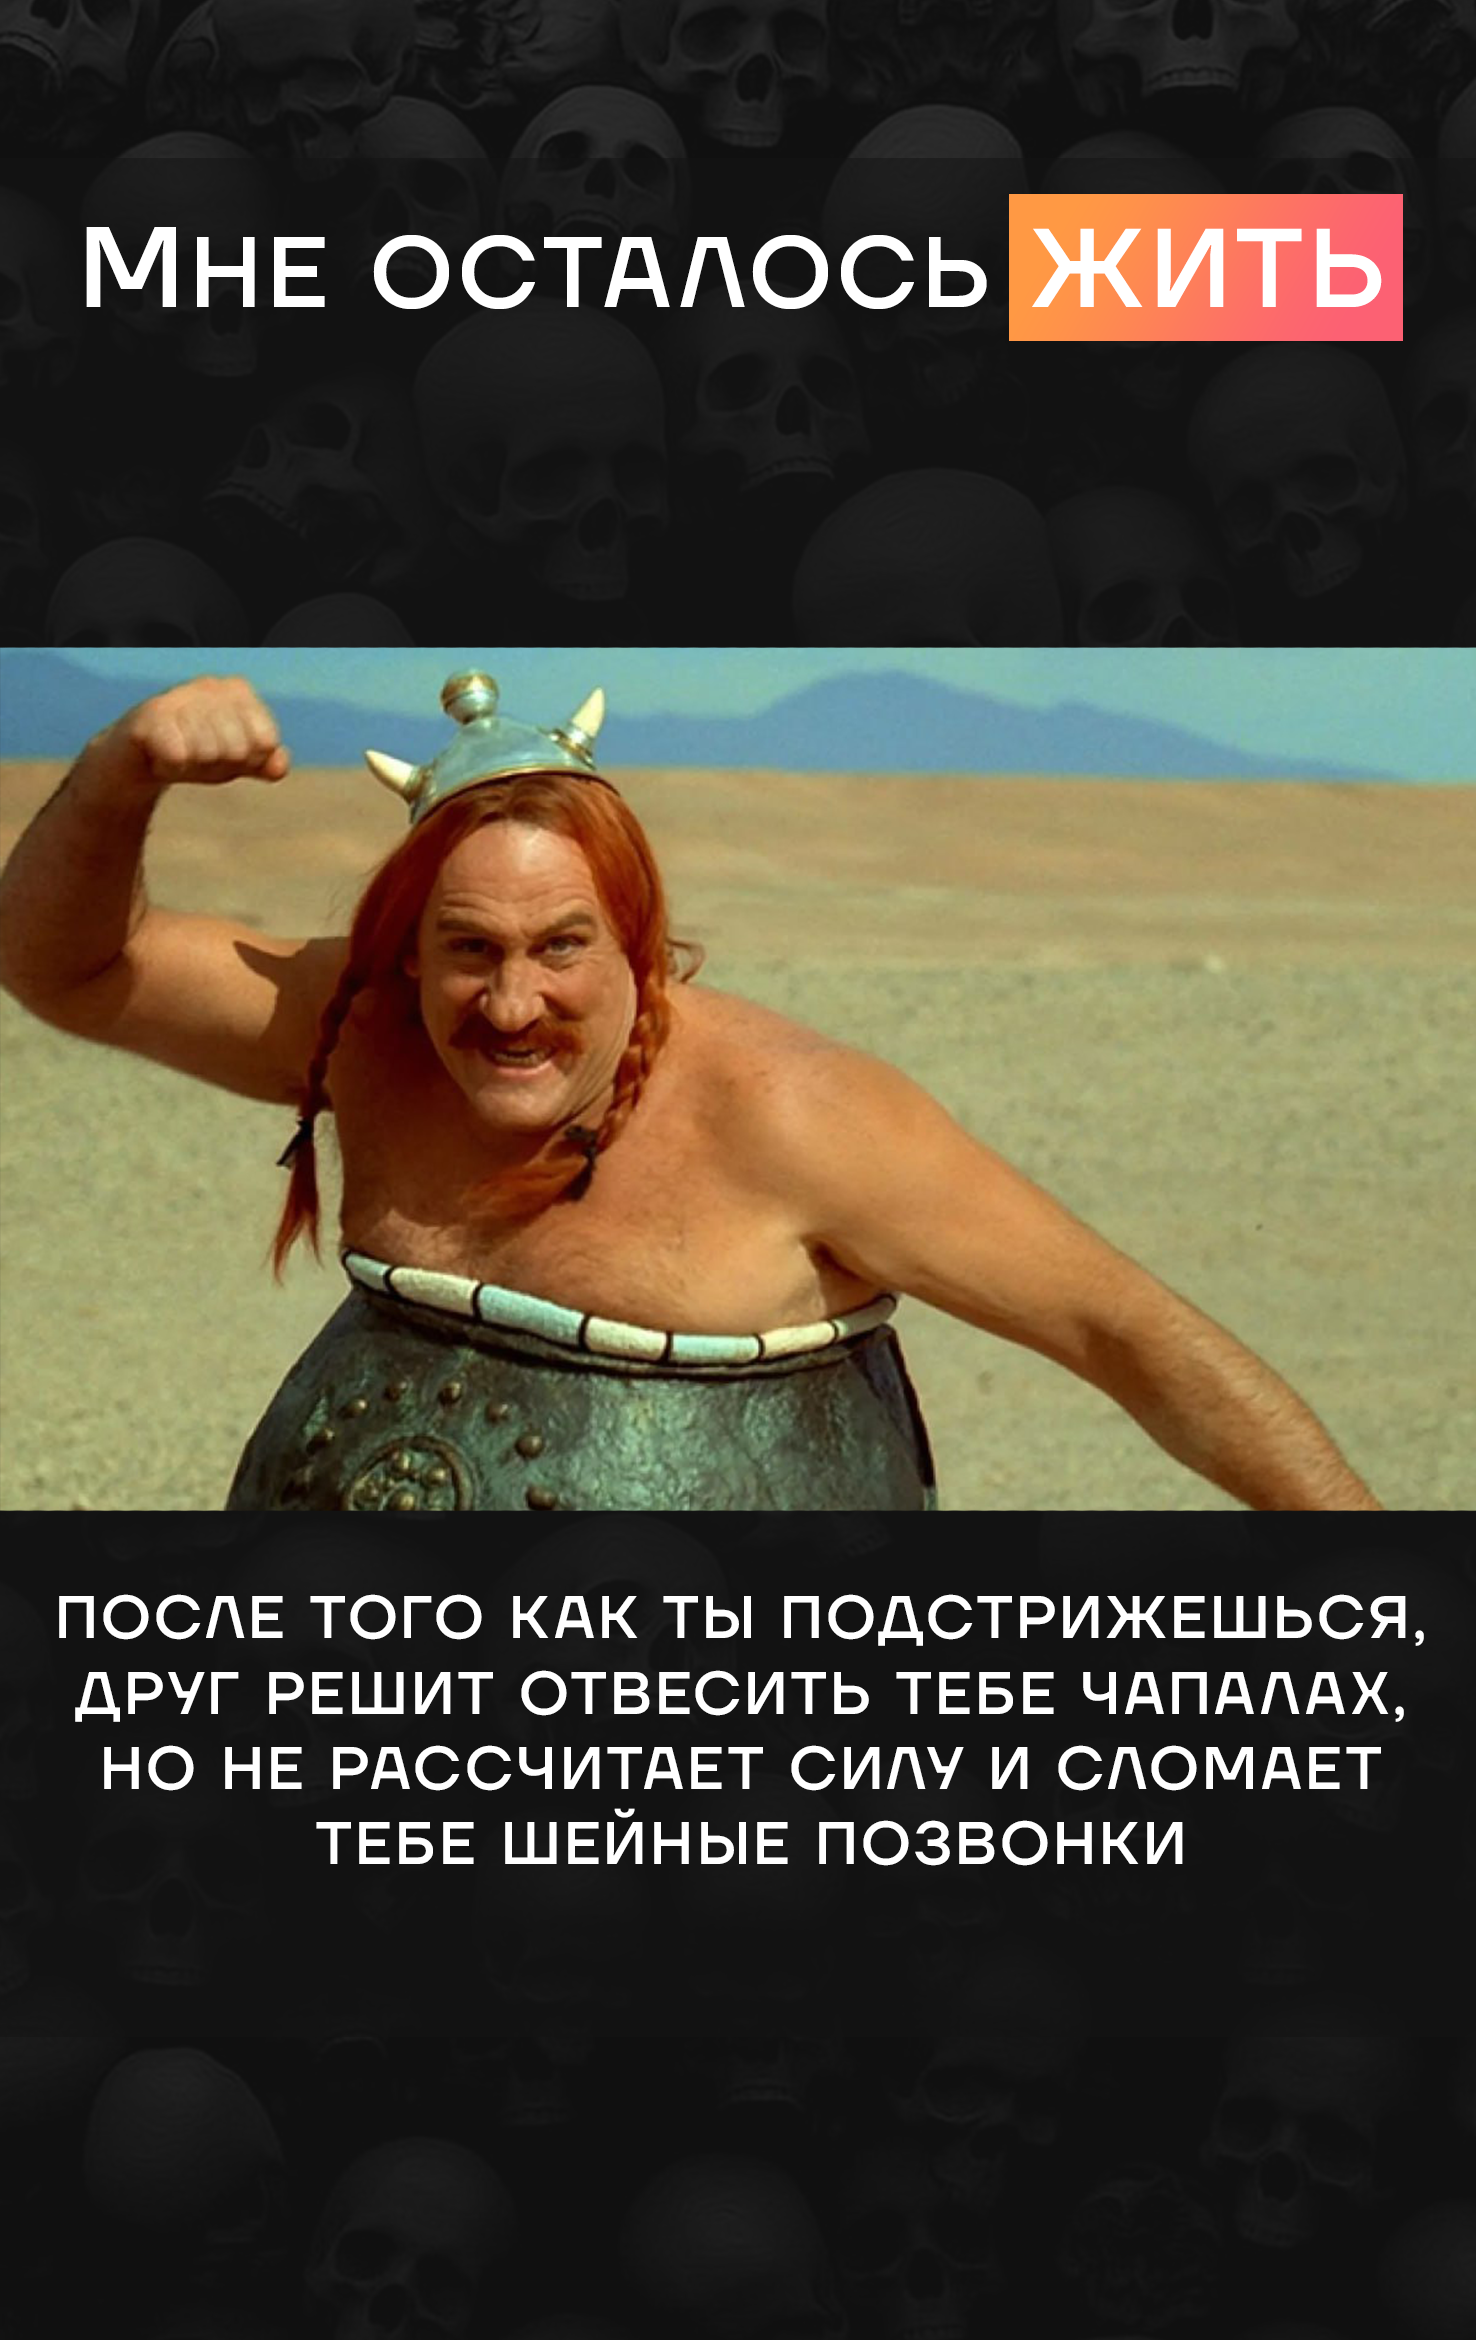 Мне осталось жить
после того как ты подстрижешься,
друг решит отвесить тебе чапалах,
но не рассчитает силу и сломает
тебе шейные позвонки